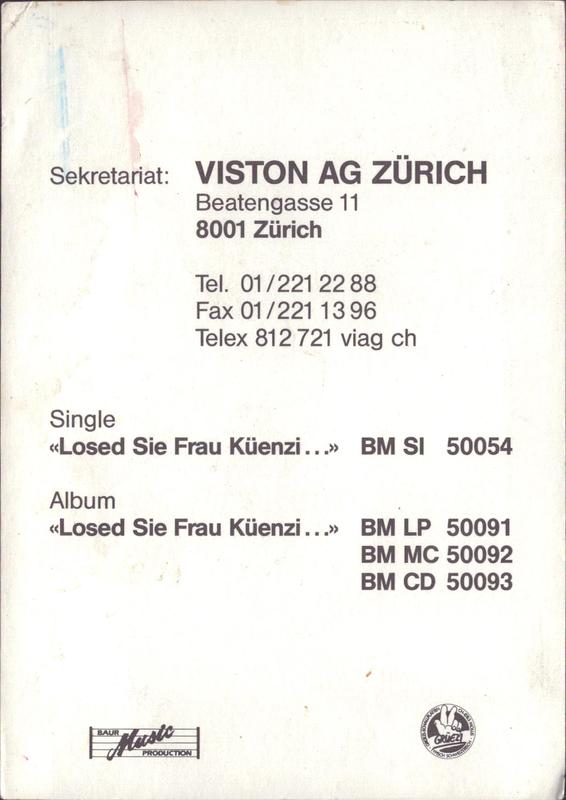 Sekretariat: VISTON AG ZÜRICH
Beatengasse 11
8001 Zürich
Tel. 01/221 22 88
Fax 01/221 13 96
Telex 812 721 viag ch
Single
«Losed Sie Frau Küenzi...» BM SI 50054
Album
«Losed Sie Frau Küenzi...» BM LP 50091
BM MC 50092
BM CD 50093
BAUR
Music
PRODUCTION
GRÜEZI